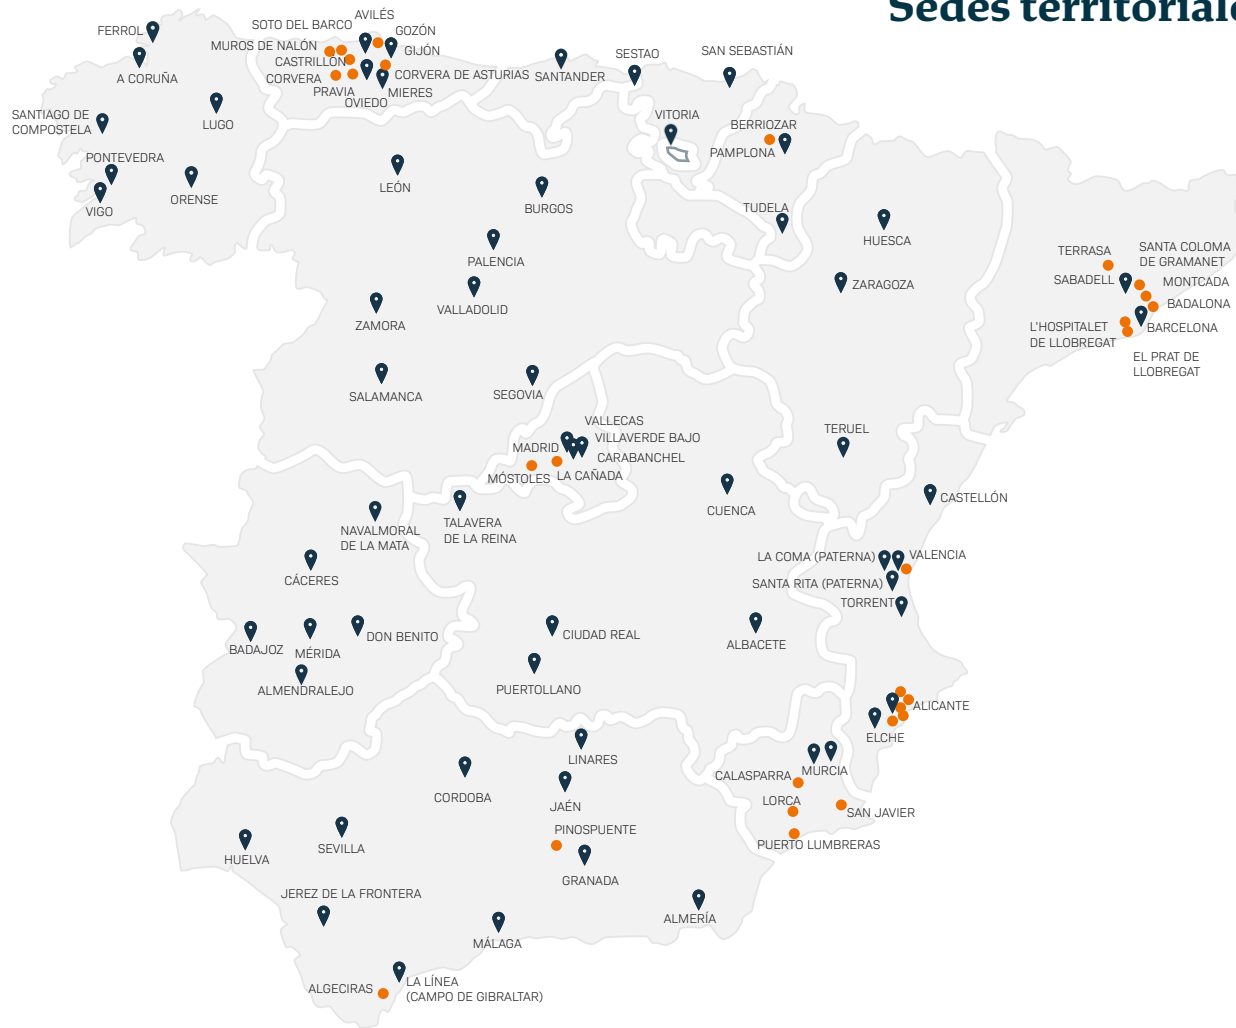 Sedes territoriale
FERROL
A CORUÑA
SANTIAGO DE
COMPOSTELA
LUGO
PONTEVEDRA
VIGO
ORENSE
SOTO DEL BARCO
AVILÉS
GOZÓN
MUROS DE NALÓN
GIJÓN
CASTRILLÓN
CORVERA
CORVERA DE ASTURIAS
PRAVIA
MIERES
OVIEDO
SANTANDER
SESTAO
SAN SEBASTIÁN
VITORIA
BERRIOZAR
PAMPLONA
TUDELA
LEÓN
BURGOS
PALENCIA
VALLADOLID
ZAMORA
SALAMANCA
SEGOVIA
HUESCA
ZARAGOZA
TERUEL
TERRASA
SANTA COLOMA
DE GRAMANET
SABADELL
MONTCADA
BADALONA
L'HOSPITALET
DE LLOBREGAT
BARCELONA
EL PRAT DE
LLOBREGAT
VALLECAS
MADRID
VILLAVERDE BAJO
CARABANCHEL
MÓSTOLES
LA CAÑADA
NAVALMORAL
DE LA MATA
TALAVERA
DE LA REINA
CUENCA
CASTELLÓN
CÁCERES
LA COMA (PATERNA)
VALENCIA
SANTA RITA (PATERNA)
TORRENT
BADAJOZ
MÉRIDA
DON BENITO
ALMENDRALEJO
CIUDAD REAL
PUERTOLLANO
ALBACETE
ALICANTE
ELCHE
LINARES
CORDOBA
JAÉN
CALASPARRA
MURCIA
LORCA
SAN JAVIER
PUERTO LUMBRERAS
HUELVA
SEVILLA
PINOSPUENTE
GRANADA
JEREZ DE LA FRONTERA
MÁLAGA
ALMERÍA
ALGECIRAS
LA LÍNEA
(CAMPO DE GIBRALTAR)